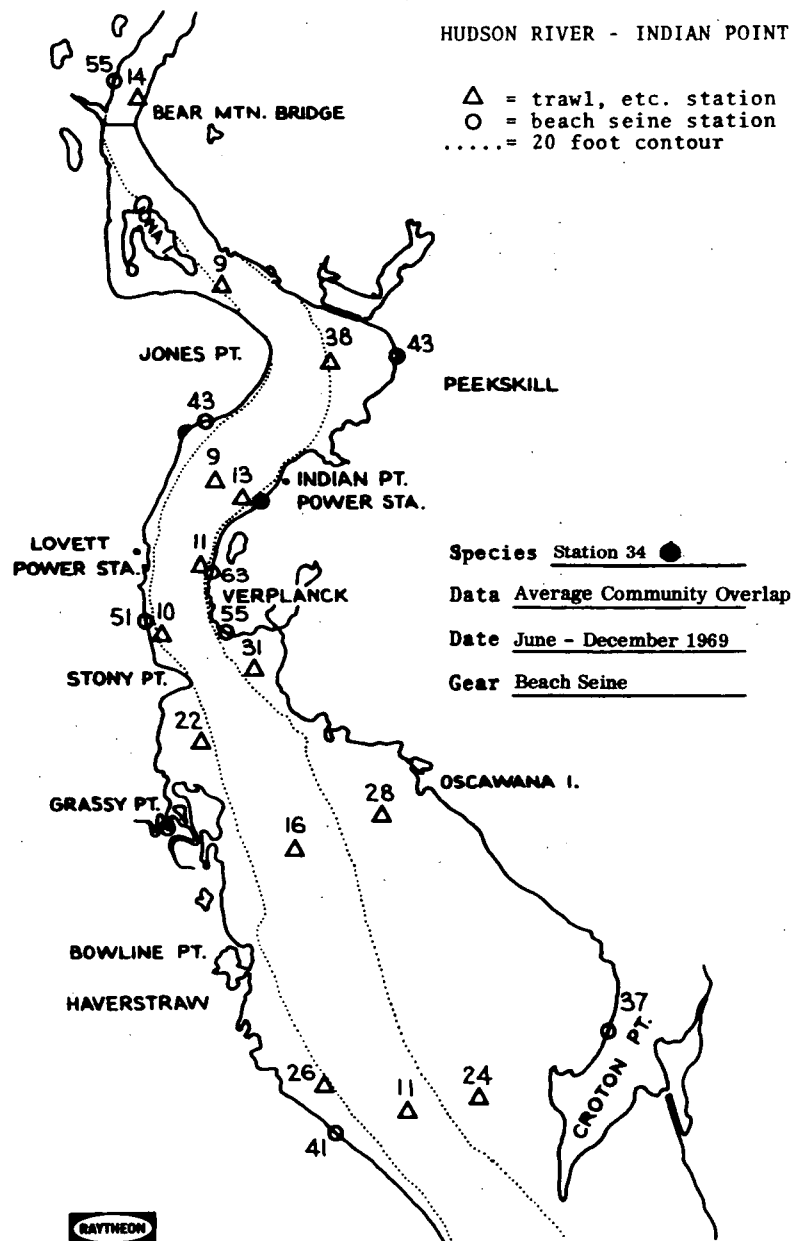 HUDSON RIVER - INDIAN POINT
△ = trawl, etc. station
○ = beach seine station
.....= 20 foot contour
55
14
BEAR MTN. BRIDGE
IONA I.
9
38
43
JONES PT.
PEEKSKILL
43
9
13
INDIAN PT.
POWER STA.
LOVETT
POWER STA.
11
63
VERPLANCK
Species Station 34 ●
Data Average Community Overlap
Date June - December 1969
Gear Beach Seine
51
10
55
31
STONY PT.
22
OSCAWANA I.
GRASSY PT.
28
16
BOWLINE PT.
HAVERSTRAW
37
CROTON PT.
26
11
24
41
RAYTHEON